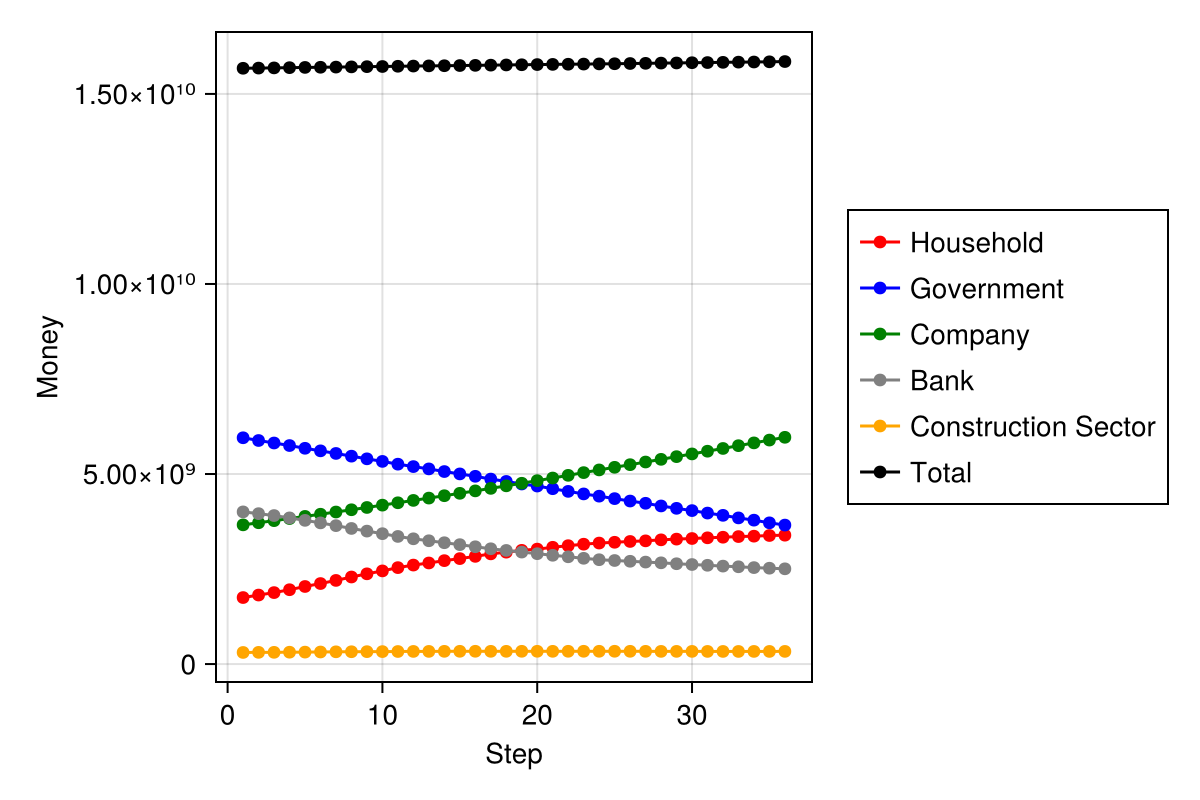 1.50×10¹⁰
1.00×10¹⁰
5.00×10⁹
0
Money
0 10 20 30
Step
Household
Government
Company
Bank
Construction Sector
Total